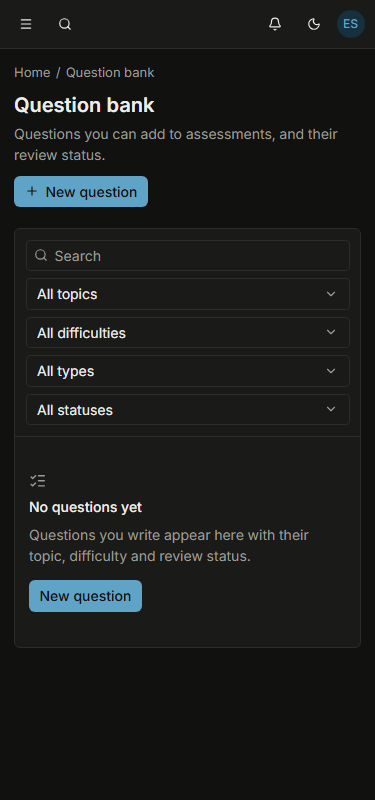 ES
Home / Question bank
Question bank
Questions you can add to assessments, and their
review status.
New question
Search
All topics
All difficulties
All types
All statuses
No questions yet
Questions you write appear here with their
topic, difficulty and review status.
New question